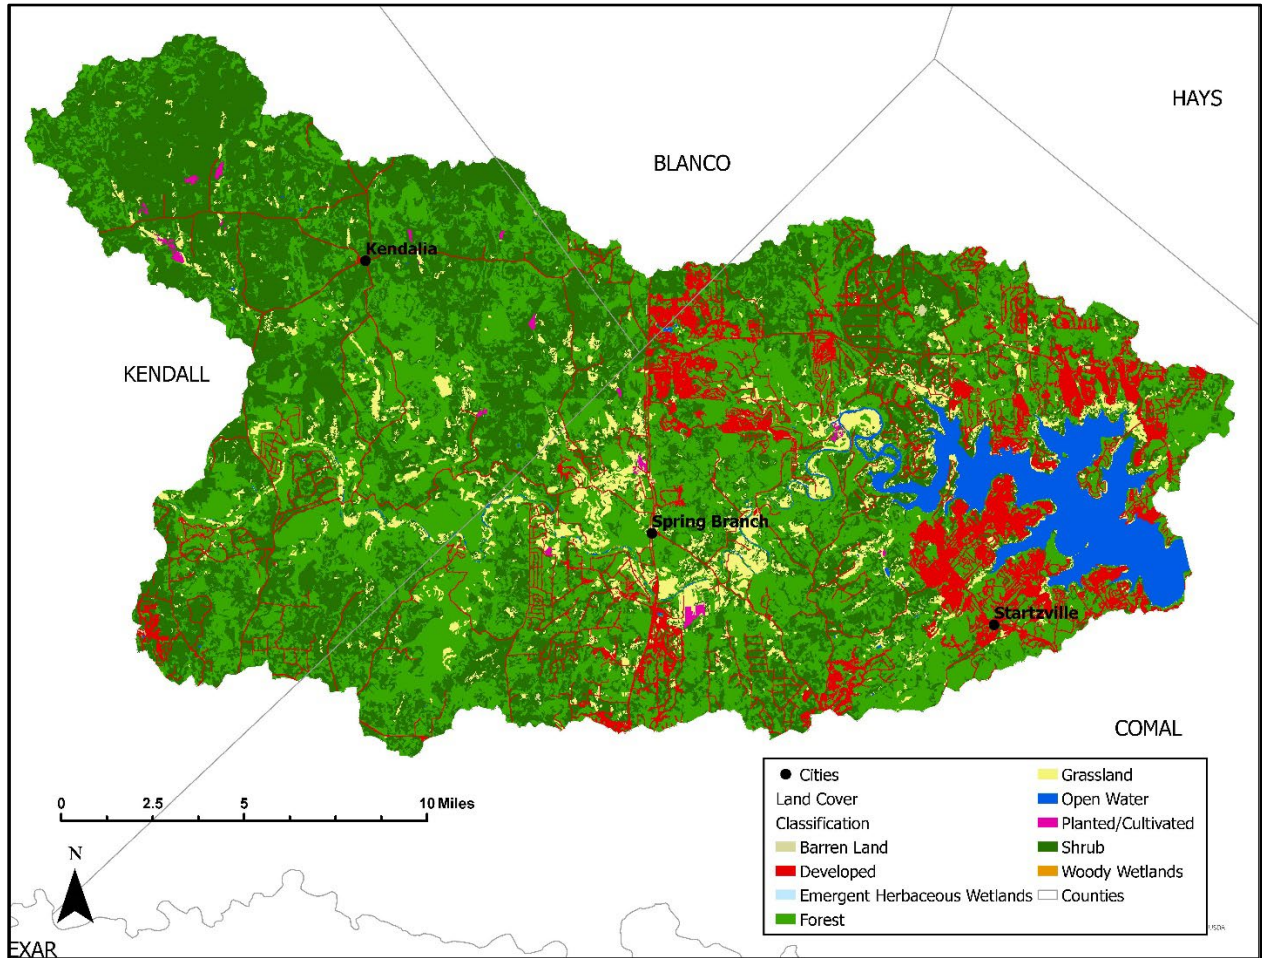 HAYS
BLANCO
Kendalia
KENDALL
Spring Branch
Startzville
COMAL
0 2.5 5 10 Miles
N
EXAR
Cities
Land Cover
Classification
Barren Land
Developed
Emergent Herbaceous Wetlands
Forest
Grassland
Open Water
Planted/Cultivated
Shrub
Woody Wetlands
Counties
USDA